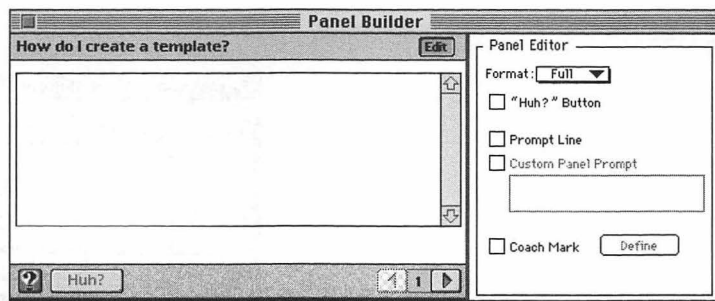 Panel Builder
How do I create a template?
Edit
Panel Editor
Format: Full
"Huh?" Button
Prompt Line
Custom Panel Prompt
Coach Mark Define
? Huh? 1